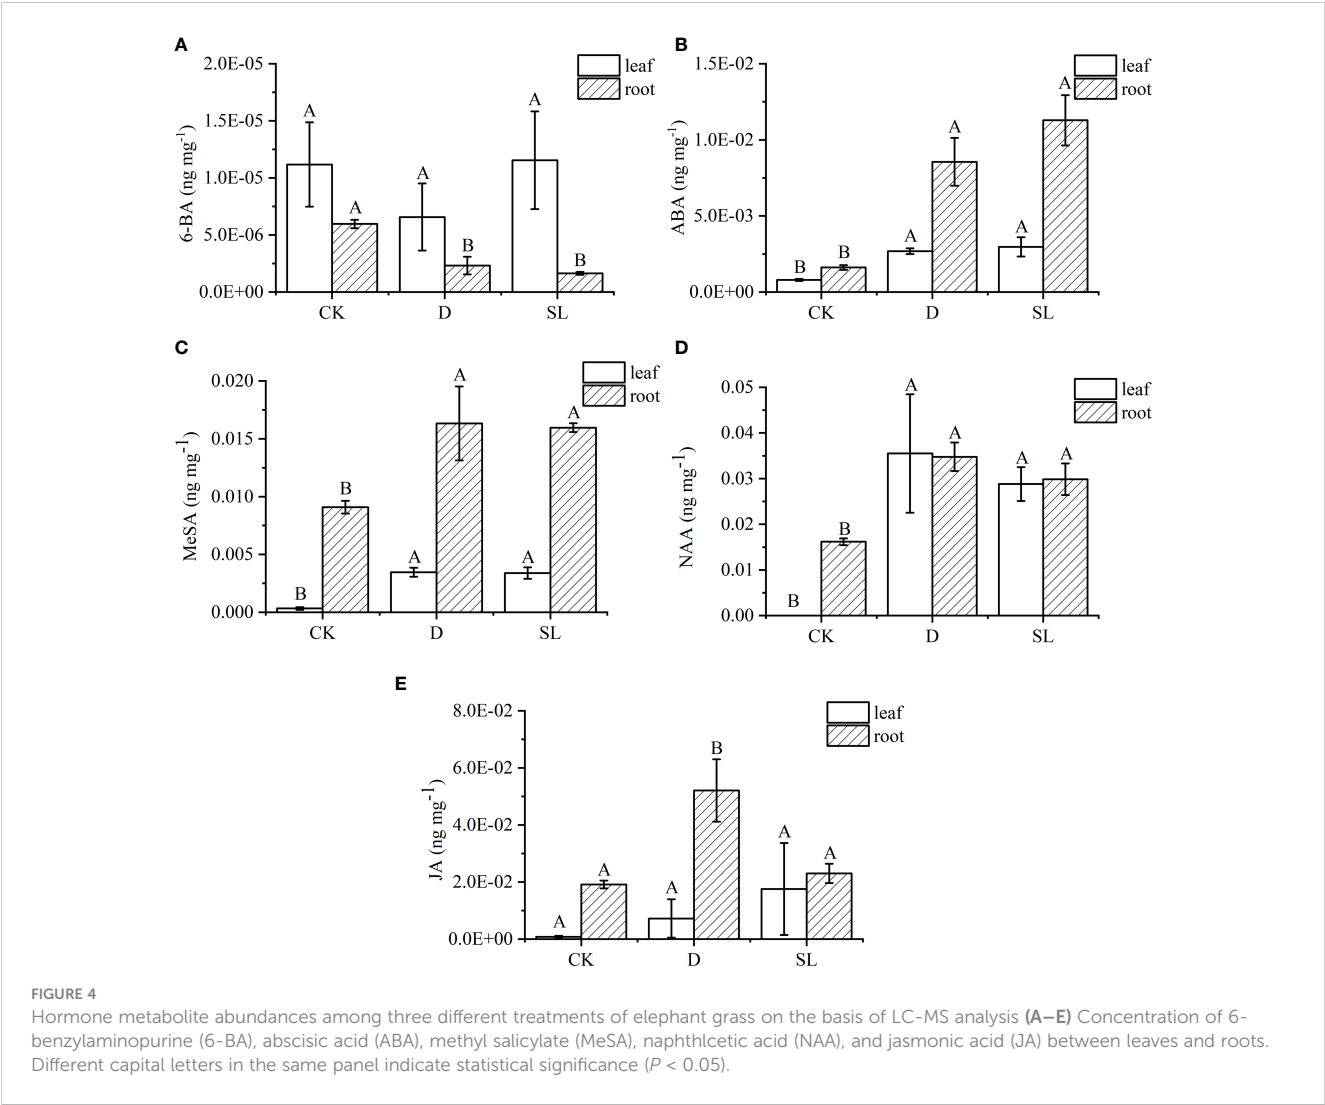 A
2.0E-05
1.5E-05
1.0E-05
5.0E-06
0.0E+00
6-BA (ng mg-1)
leaf
root
A
A
A
B
A
B
CK
D
SL
B
1.5E-02
1.0E-02
5.0E-03
0.0E+00
ABA (ng mg-1)
leaf
root
B
B
A
A
A
A
CK
D
SL
C
0.020
0.015
0.010
0.005
0.000
MeSA (ng mg-1)
leaf
root
B
B
A
A
A
A
CK
D
SL
D
0.05
0.04
0.03
0.02
0.01
0.00
NAA (ng mg-1)
leaf
root
B
B
A
A
A
A
CK
D
SL
E
8.0E-02
6.0E-02
4.0E-02
2.0E-02
0.0E+00
JA (ng mg-1)
leaf
root
A
A
A
B
A
A
CK
D
SL
FIGURE 4
Hormone metabolite abundances among three different treatments of elephant grass on the basis of LC-MS analysis (A–E) Concentration of 6-
benzylaminopurine (6-BA), abscisic acid (ABA), methyl salicylate (MeSA), naphthlcetic acid (NAA), and jasmonic acid (JA) between leaves and roots.
Different capital letters in the same panel indicate statistical significance (P < 0.05).